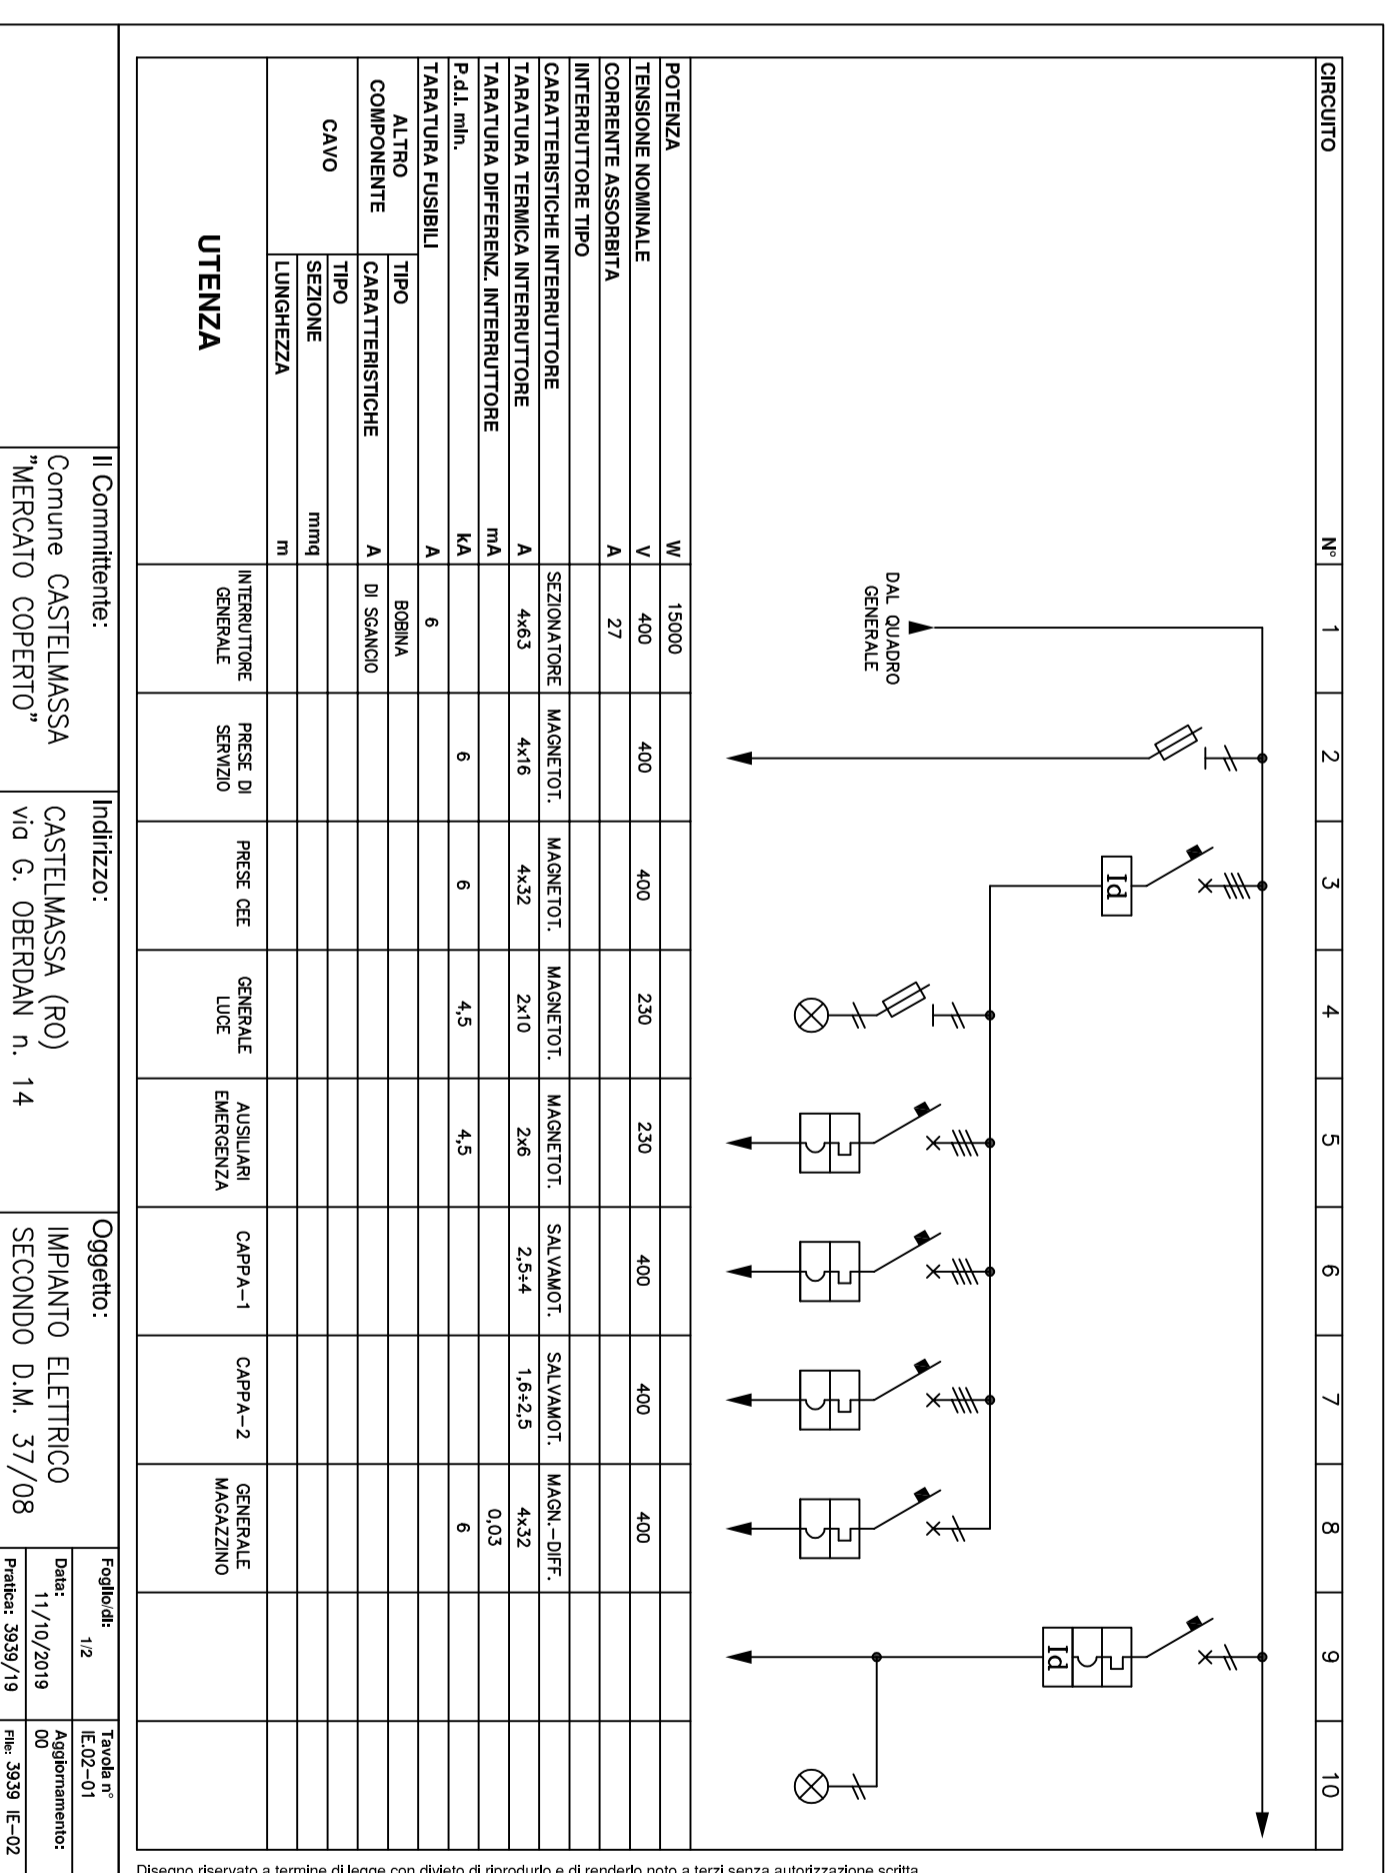 CIRCUITO N° 1 2 3 4 5 6 7 8 9 10
DAL QUADRO
GENERALE
Id
Id
POTENZA W 15000
TENSIONE NOMINALE V 400 400 400 230 230 400 400 400
CORRENTE ASSORBITA A 27
INTERRUTTORE TIPO
CARATTERISTICHE INTERRUTTORE SEZIONATORE MAGNETOT. MAGNETOT. MAGNETOT. MAGNETOT. SALVAMOT. SALVAMOT. MAGN.-DIFF.
TARATURA TERMICA INTERRUTTORE A 4x63 4x16 4x32 2x10 2x6 2,5÷4 1,6÷2,5 4x32
TARATURA DIFFERENZ. INTERRUTTORE mA 0,03
P.d.I. min. kA 6 6 4,5 4,5 6
TARATURA FUSIBILI A 6
ALTRO
COMPONENTE
TIPO BOBINA
CARATTERISTICHE A DI SGANCIO
CAVO
TIPO
SEZIONE mmq
LUNGHEZZA m
UTENZA
INTERRUTTORE
GENERALE
PRESE DI
SERVIZIO
PRESE CEE
GENERALE
LUCE
AUSILIARI
EMERGENZA
CAPPA-1
CAPPA-2
GENERALE
MAGAZZINO
Il Committente:
Comune CASTELMASSA
"MERCATO COPERTO"
Indirizzo:
CASTELMASSA (RO)
via G. OBERDAN n. 14
Oggetto:
IMPIANTO ELETTRICO
SECONDO D.M. 37/08
Foglio/di:
1/2
Tavola n°
IE.02-01
Data:
11/10/2019
Aggiornamento:
00
Pratica: 3939/19
File: 3939 IE-02
Disegno riservato a termine di legge con divieto di riprodurlo e di renderlo noto a terzi senza autorizzazione scritta